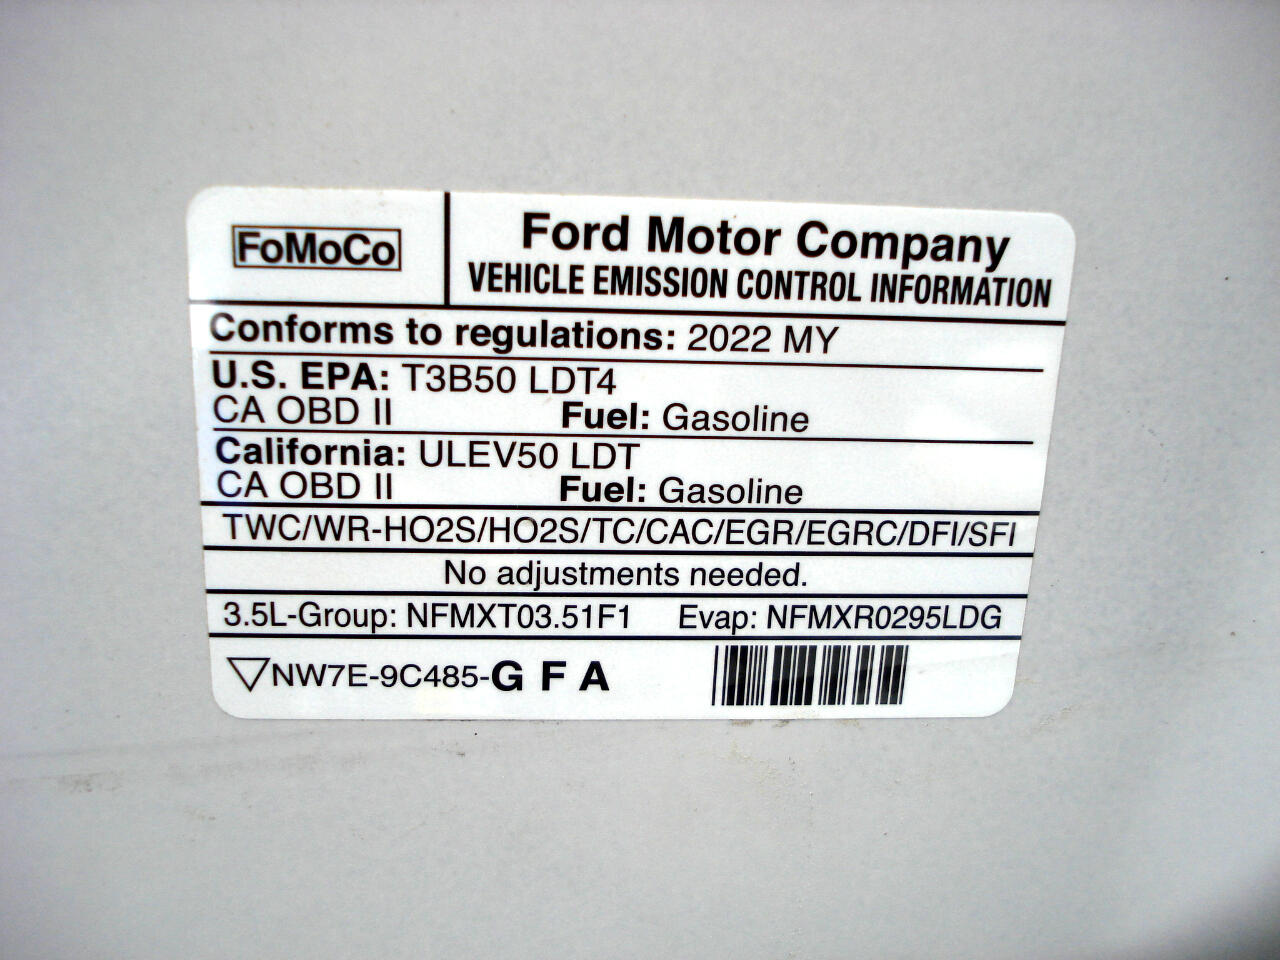 FoMoCo
Ford Motor Company
VEHICLE EMISSION CONTROL INFORMATION
Conforms to regulations: 2022 MY
U.S. EPA: T3B50 LDT4
CA OBD II Fuel: Gasoline
California: ULEV50 LDT
CA OBD II Fuel: Gasoline
TWC/WR-HO2S/HO2S/TC/CAC/EGR/EGRC/DFI/SFI
No adjustments needed.
3.5L-Group: NFMXT03.51F1 Evap: NFMXR0295LDG
NW7E-9C485-G F A